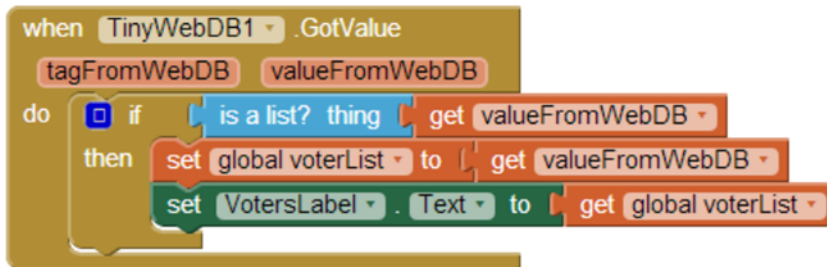 when TinyWebDB1 .GotValue
tagFromWebDB valueFromWebDB
do if is a list? thing get valueFromWebDB
then set global voterList to get valueFromWebDB
set VotersLabel . Text to get global voterList